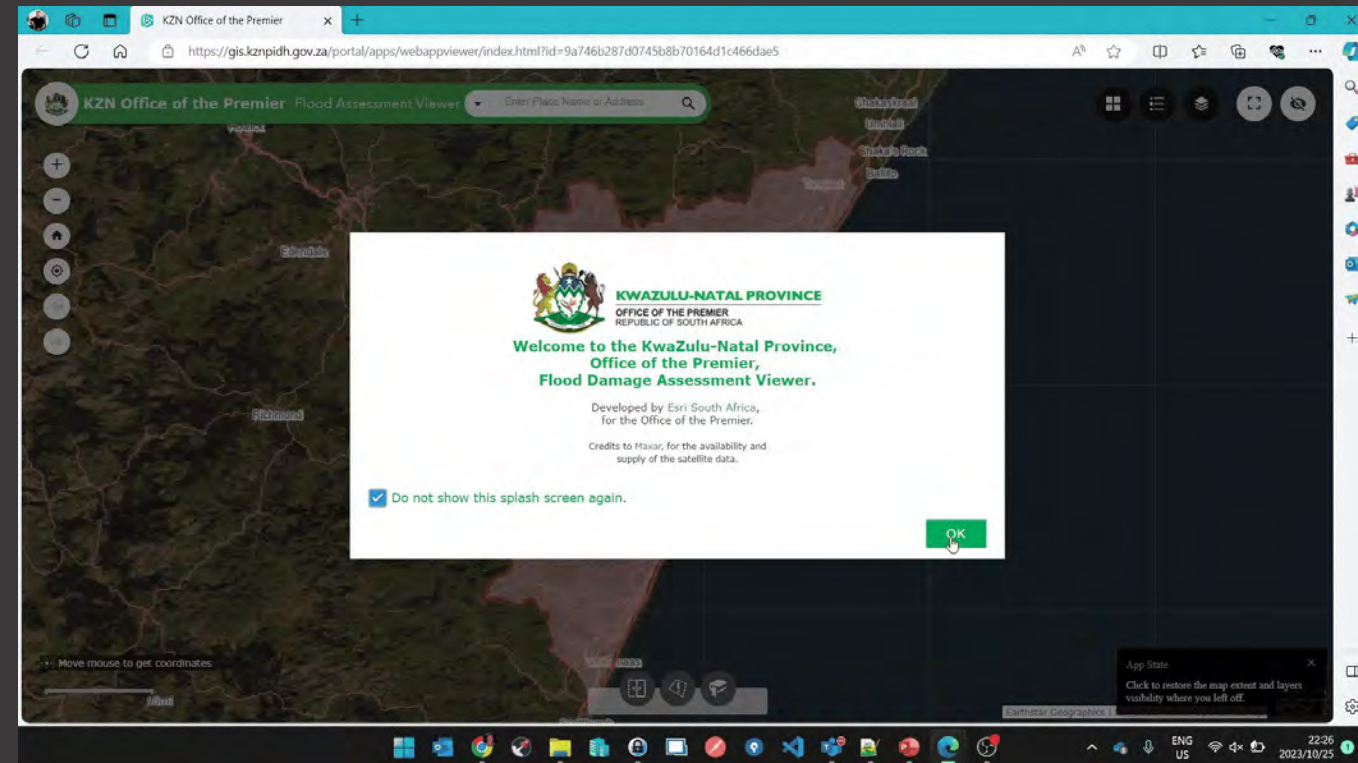 KZN Office of the Premier
https://gis.kznpidh.gov.za/portal/apps/webappviewer/index.html?id=9a746b287d0745b8b70164d1c466dae5
KZN Office of the Premier Flood Assessment Viewer
Enter Place Name or Address
Chakaskraal
Umhlali
Shaka's Rock
Ballito
Tongaat
Edendale
Richmond
KWAZULU-NATAL PROVINCE
OFFICE OF THE PREMIER
REPUBLIC OF SOUTH AFRICA
Welcome to the KwaZulu-Natal Province,
Office of the Premier,
Flood Damage Assessment Viewer.
Developed by Esri South Africa,
for the Office of the Premier.
Credits to Maxar, for the availability and
supply of the satellite data.
Do not show this splash screen again.
OK
Move mouse to get coordinates
10mi
App State
Click to restore the map extent and layers
visibility where you left off.
Earthstar Geographics |
ENG
US
22:26
2023/10/25